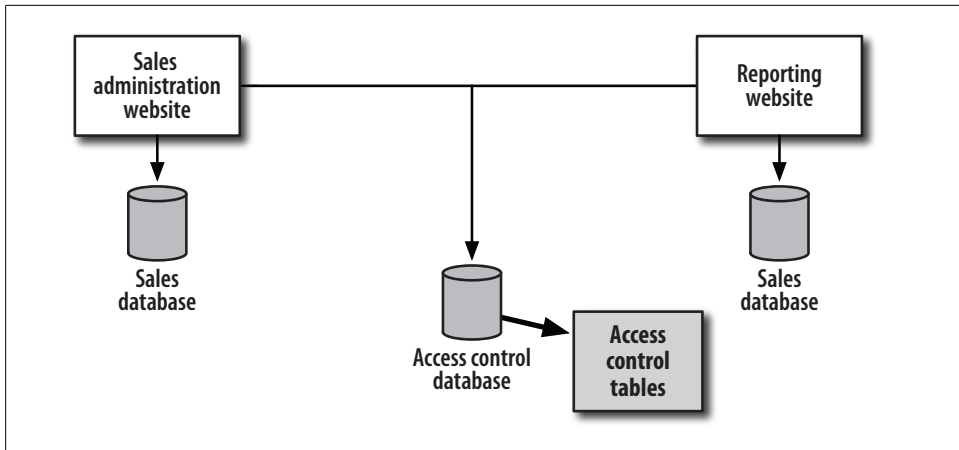 Sales
administration
website
Reporting
website
Sales
database
Access control
database
Access
control
tables
Sales
database